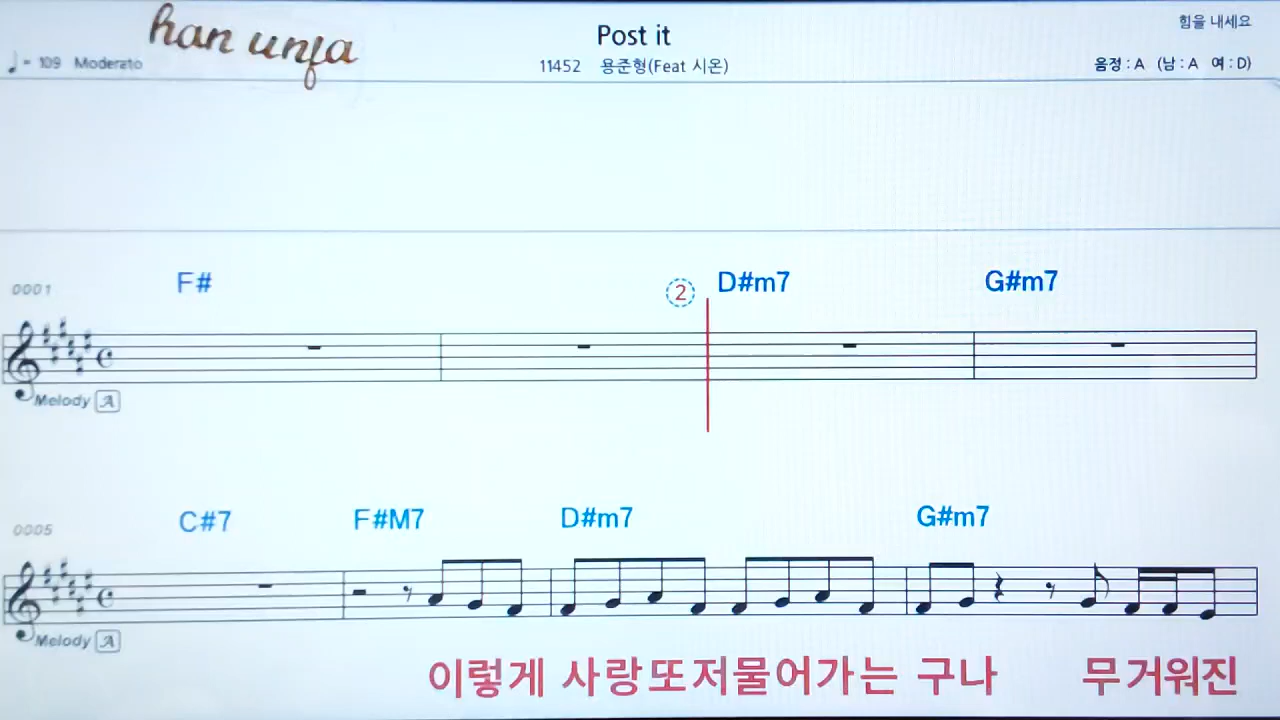 han unfa
힘을 내세요
Post it
♩= 109 Moderato
11452 용준형(Feat 시온)
음정 : A (남 : A 여 : D)
0001 F# ② D#m7 G#m7
Melody A
0005 C#7 F#M7 D#m7 G#m7
Melody A
이렇게 사랑또저물어가는 구나 무거워진